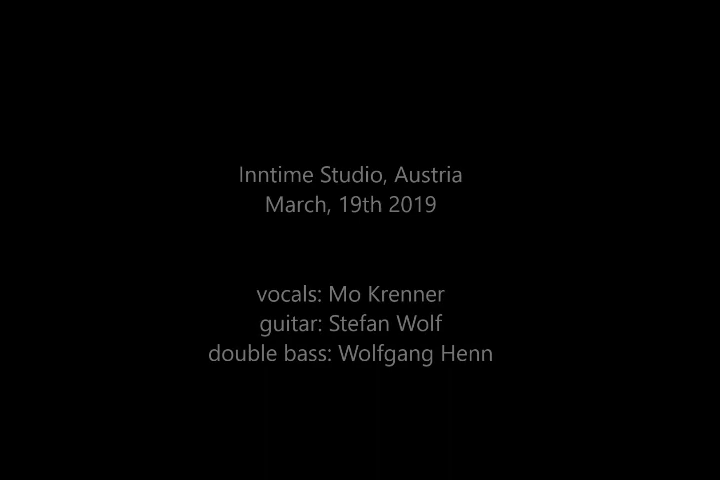 Inntime Studio, Austria
March, 19th 2019
vocals: Mo Krenner
guitar: Stefan Wolf
double bass: Wolfgang Henn